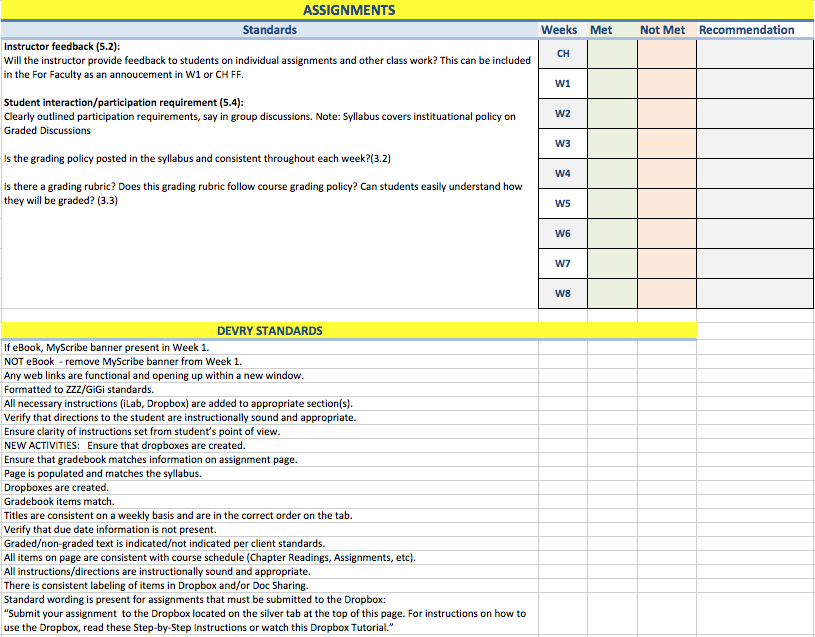 ASSIGNMENTS
Standards Weeks Met Not Met Recommendation
Instructor feedback (5.2):
Will the instructor provide feedback to students on individual assignments and other class work? This can be included
in the For Faculty as an annoucement in W1 or CH FF.
Student interaction/participation requirement (5.4):
Clearly outlined participation requirements, say in group discussions. Note: Syllabus covers instituational policy on
Graded Discussions
Is the grading policy posted in the syllabus and consistent throughout each week?(3.2)
Is there a grading rubric? Does this grading rubric follow course grading policy? Can students easily understand how
they will be graded? (3.3)
CH
W1
W2
W3
W4
W5
W6
W7
W8
DEVRY STANDARDS
If eBook, MyScribe banner present in Week 1.
NOT eBook - remove MyScribe banner from Week 1.
Any web links are functional and opening up within a new window.
Formatted to ZZZ/GiGi standards.
All necessary instructions (iLab, Dropbox) are added to appropriate section(s).
Verify that directions to the student are instructionally sound and appropriate.
Ensure clarity of instructions set from student's point of view.
NEW ACTIVITIES: Ensure that dropboxes are created.
Ensure that gradebook matches information on assignment page.
Page is populated and matches the syllabus.
Dropboxes are created.
Gradebook items match.
Titles are consistent on a weekly basis and are in the correct order on the tab.
Verify that due date information is not present.
Graded/non-graded text is indicated/not indicated per client standards.
All items on page are consistent with course schedule (Chapter Readings, Assignments, etc).
All instructions/directions are instructionally sound and appropriate.
There is consistent labeling of items in Dropbox and/or Doc Sharing.
Standard wording is present for assignments that must be submitted to the Dropbox:
“Submit your assignment to the Dropbox located on the silver tab at the top of this page. For instructions on how to
use the Dropbox, read these Step-by-Step Instructions or watch this Dropbox Tutorial.”